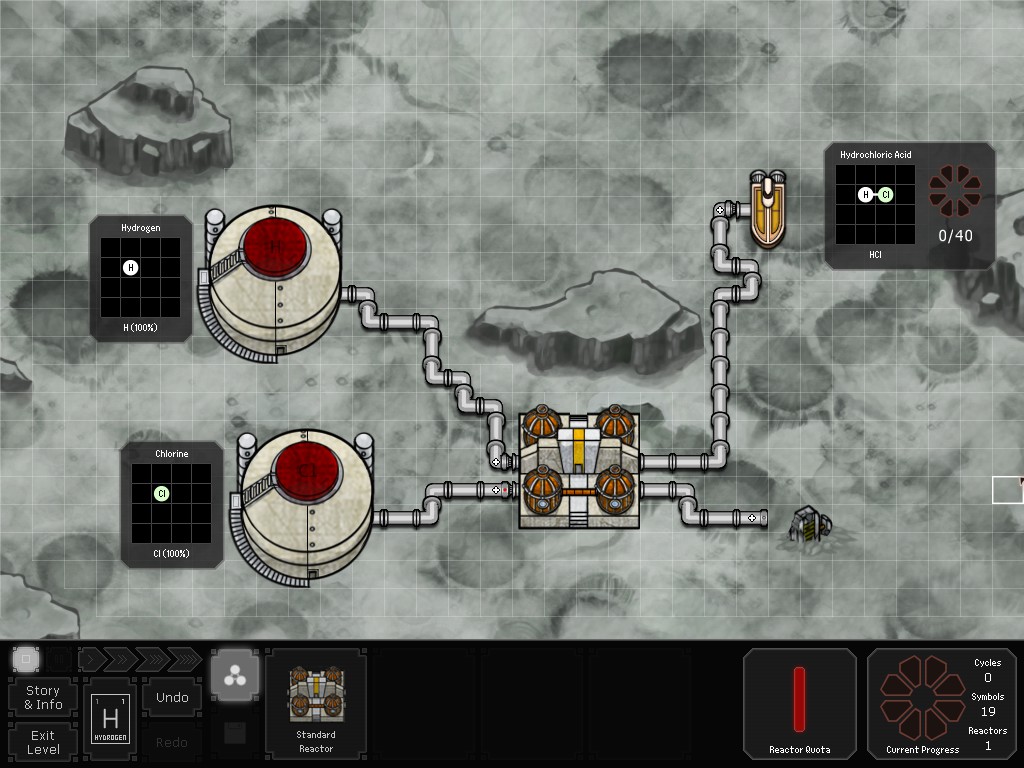 Hydrochloric Acid
H Cl
0/40
HCl
Hydrogen
H
H (100%)
Chlorine
Cl
Cl (100%)
Story
& Info
Exit
Level
1 1
H
HYDROGEN
Undo
Redo
Standard
Reactor
Reactor Quota
Current Progress
Cycles
0
Symbols
19
Reactors
1